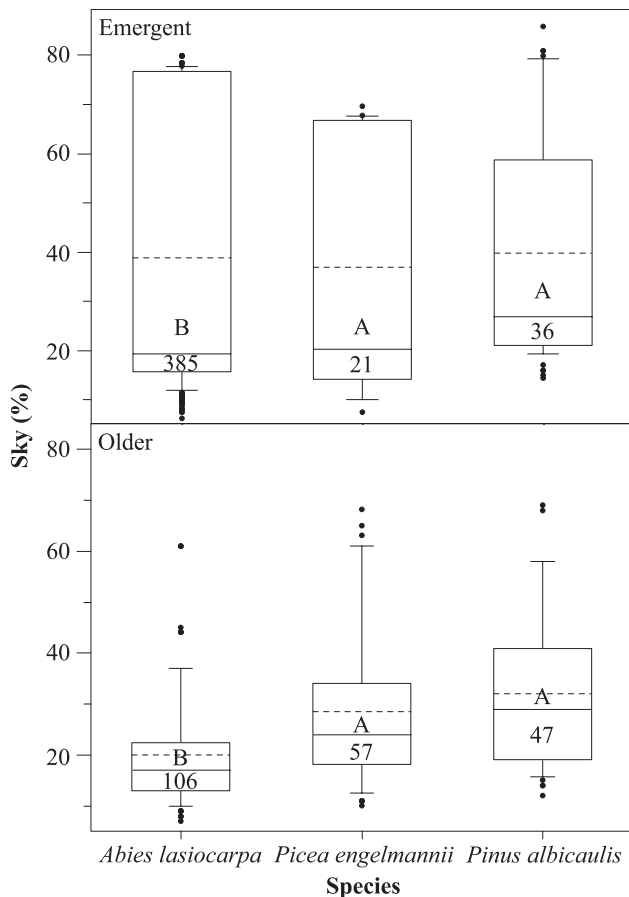 Emergent
80
60
40
20
B
385
A
21
A
36
Sky (%)
Older
80
60
40
20
B
106
A
57
A
47
Abies lasiocarpa Picea engelmannii Pinus albicaulis
Species